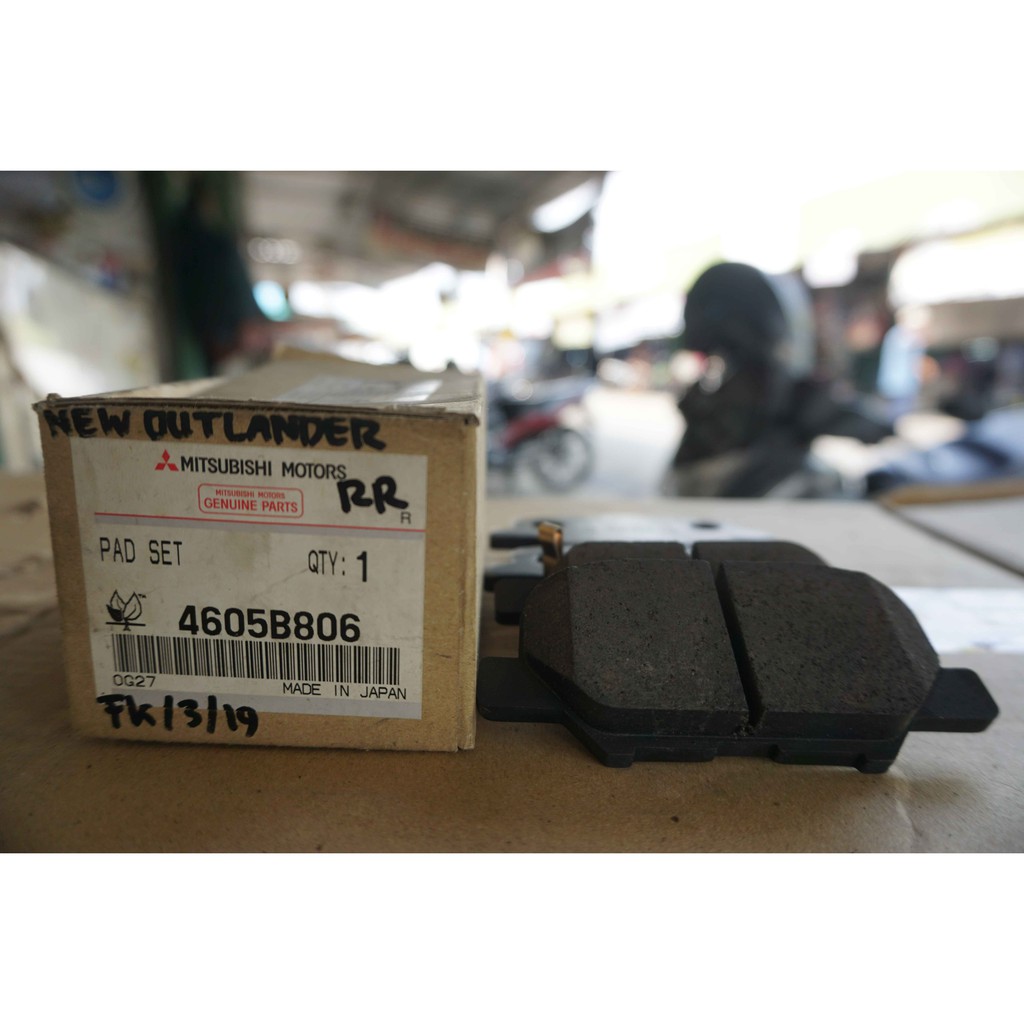 NEW OUTLANDER
MITSUBISHI MOTORS
RR
MITSUBISHI MOTORS
GENUINE PARTS
R
PAD SET
QTY: 1
4605B806
OG27
MADE IN JAPAN
FK/3/19